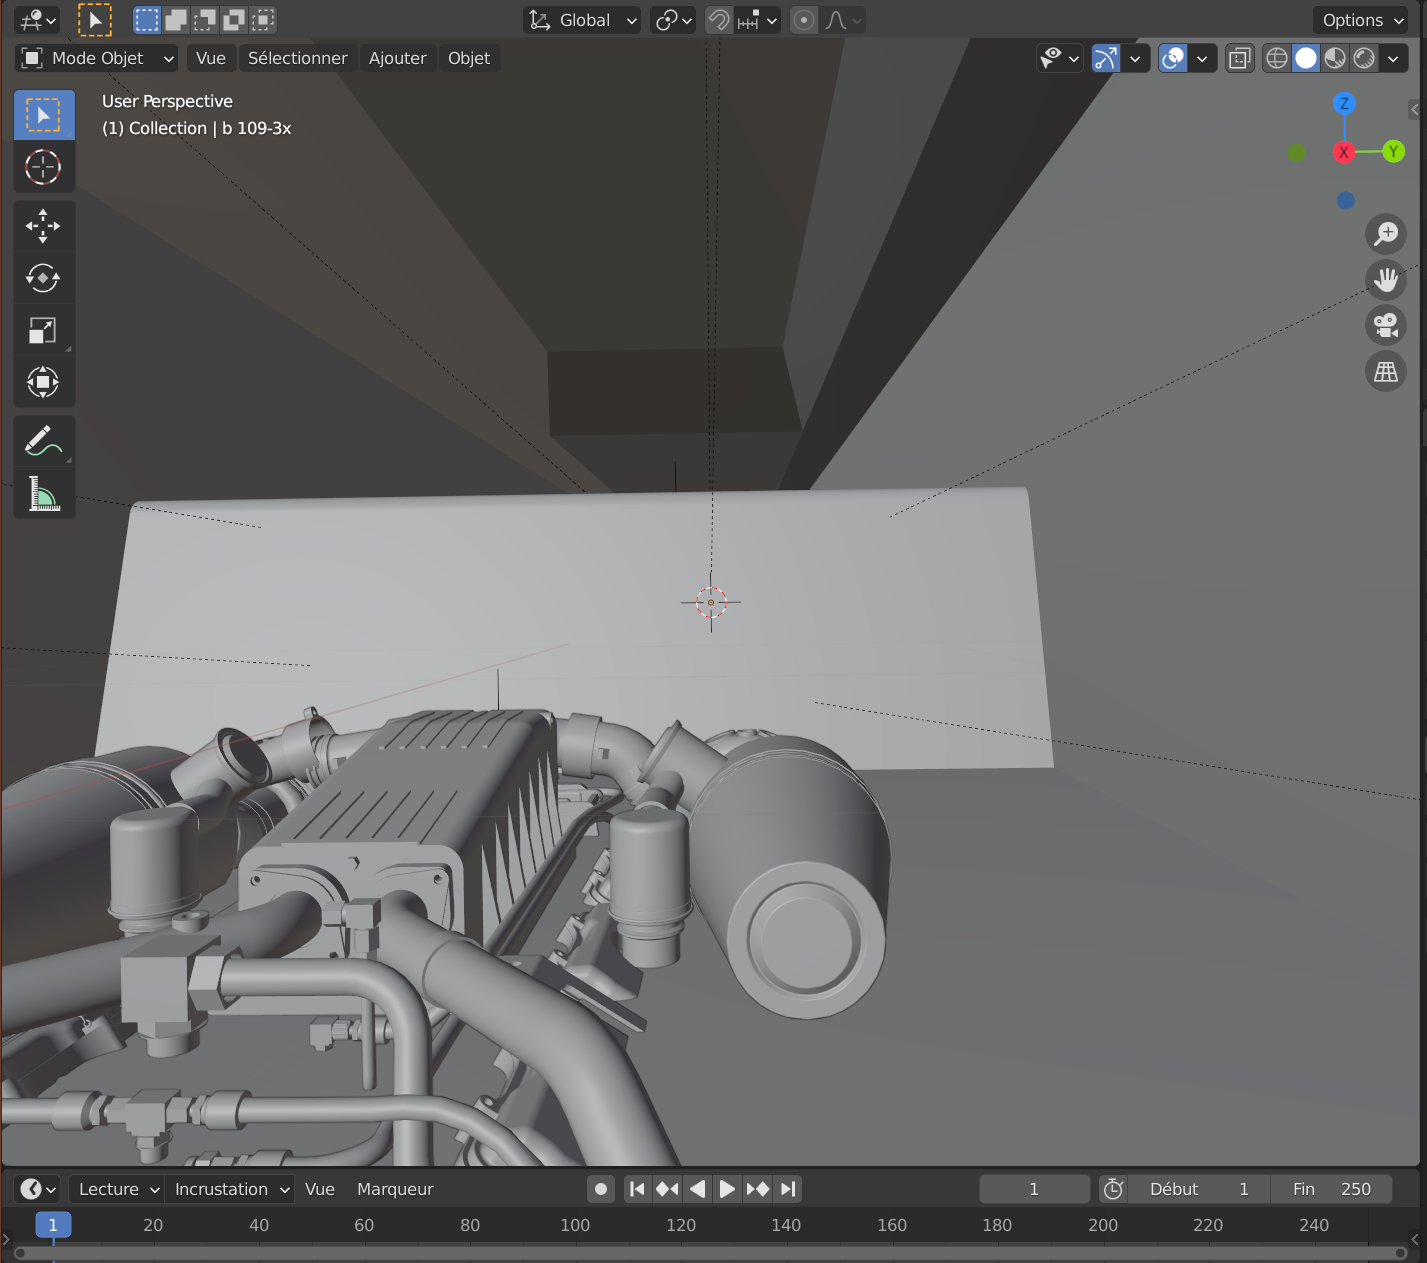 Global
Options
Mode Objet
Vue
Sélectionner
Ajouter
Objet
User Perspective
(1) Collection | b 109-3x
Z
X
Y
Lecture
Incrustation
Vue
Marqueur
1
Début 1
Fin 250
1 20 40 60 80 100 120 140 160 180 200 220 240